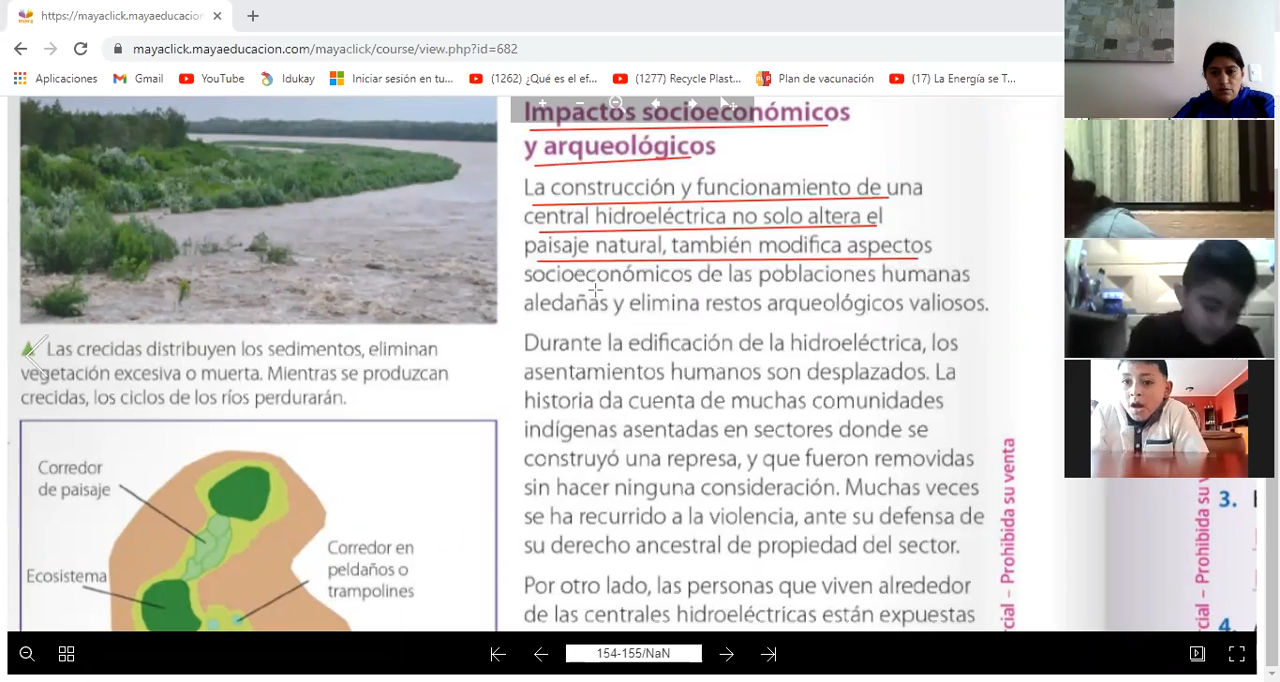 https://mayaclick.mayaeducacion
mayaclick.mayaeducacion.com/mayaclick/course/view.php?id=682
Aplicaciones
Gmail
YouTube
Idukay
Iniciar sesión en tu...
(1262) ¿Qué es el ef...
(1277) Recycle Plast...
Plan de vacunación
(17) La Energía se T...
Impactos socioeconómicos
y arqueológicos
La construcción y funcionamiento de una
central hidroeléctrica no solo altera el
paisaje natural, también modifica aspectos
socioeconómicos de las poblaciones humanas
aledañas y elimina restos arqueológicos valiosos.
Durante la edificación de la hidroeléctrica, los
asentamientos humanos son desplazados. La
historia da cuenta de muchas comunidades
indígenas asentadas en sectores donde se
construyó una represa, y que fueron removidas
sin hacer ninguna consideración. Muchas veces
se ha recurrido a la violencia, ante su defensa de
su derecho ancestral de propiedad del sector.
Por otro lado, las personas que viven alrededor
de las centrales hidroeléctricas están expuestas
Las crecidas distribuyen los sedimentos, eliminan
vegetación excesiva o muerta. Mientras se produzcan
crecidas, los ciclos de los ríos perdurarán.
Corredor
de paisaje
Ecosistema
Corredor en
peldaños o
trampolines
cial – Prohibida su venta
3.
4.
154-155/NaN